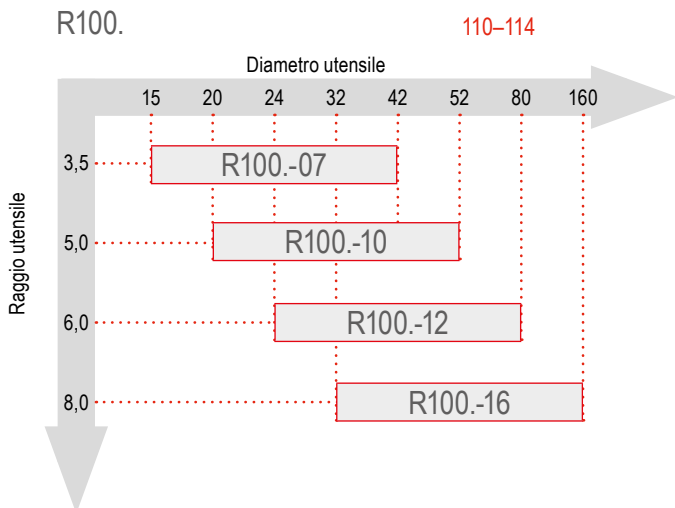 R100. 110–114
Diametro utensile
15 20 24 32 42 52 80 160
3,5 R100.-07
Raggio utensile
5,0 R100.-10
6,0 R100.-12
8,0 R100.-16